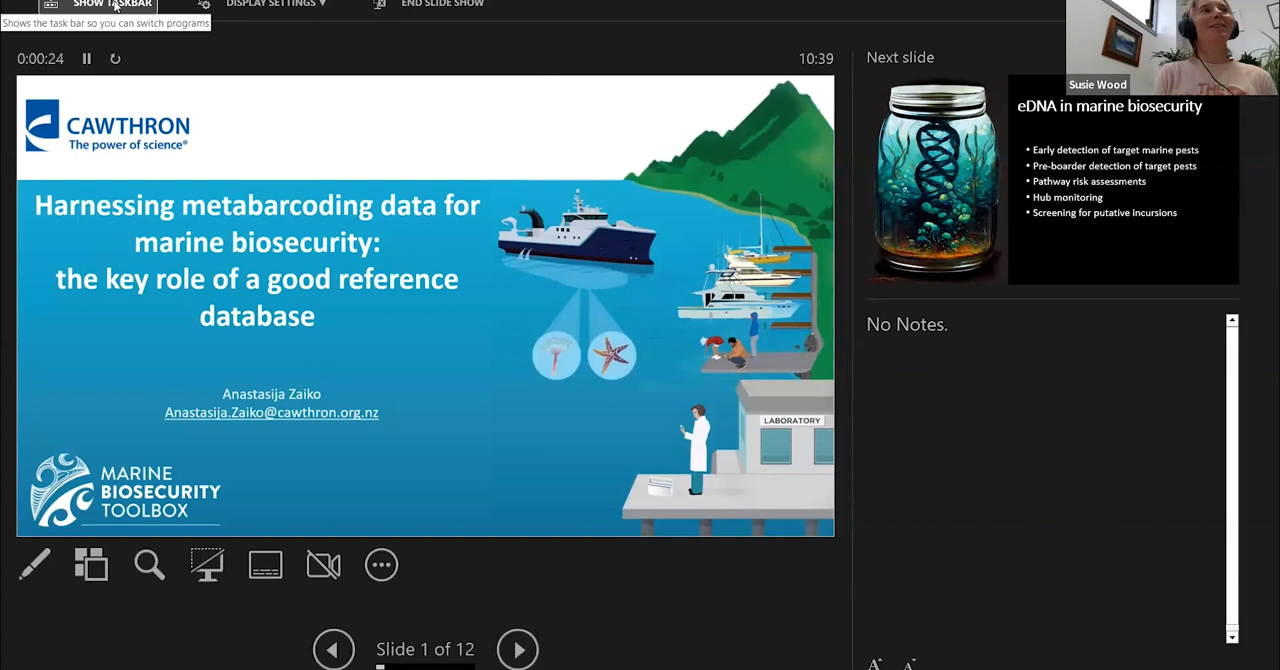 SHOW TASKBAR
DISPLAY SETTINGS ▼
END SLIDE SHOW
Shows the task bar so you can switch programs
0:00:24
10:39
Next slide
Susie Wood
CAWTHRON
The power of science®
Harnessing metabarcoding data for
marine biosecurity:
the key role of a good reference
database
Anastasija Zaiko
Anastasija.Zaiko@cawthron.org.nz
LABORATORY
MARINE
BIOSECURITY
TOOLBOX
eDNA in marine biosecurity
• Early detection of target marine pests
• Pre-boarder detection of target pests
• Pathway risk assessments
• Hub monitoring
• Screening for putative incursions
No Notes.
Slide 1 of 12
A A